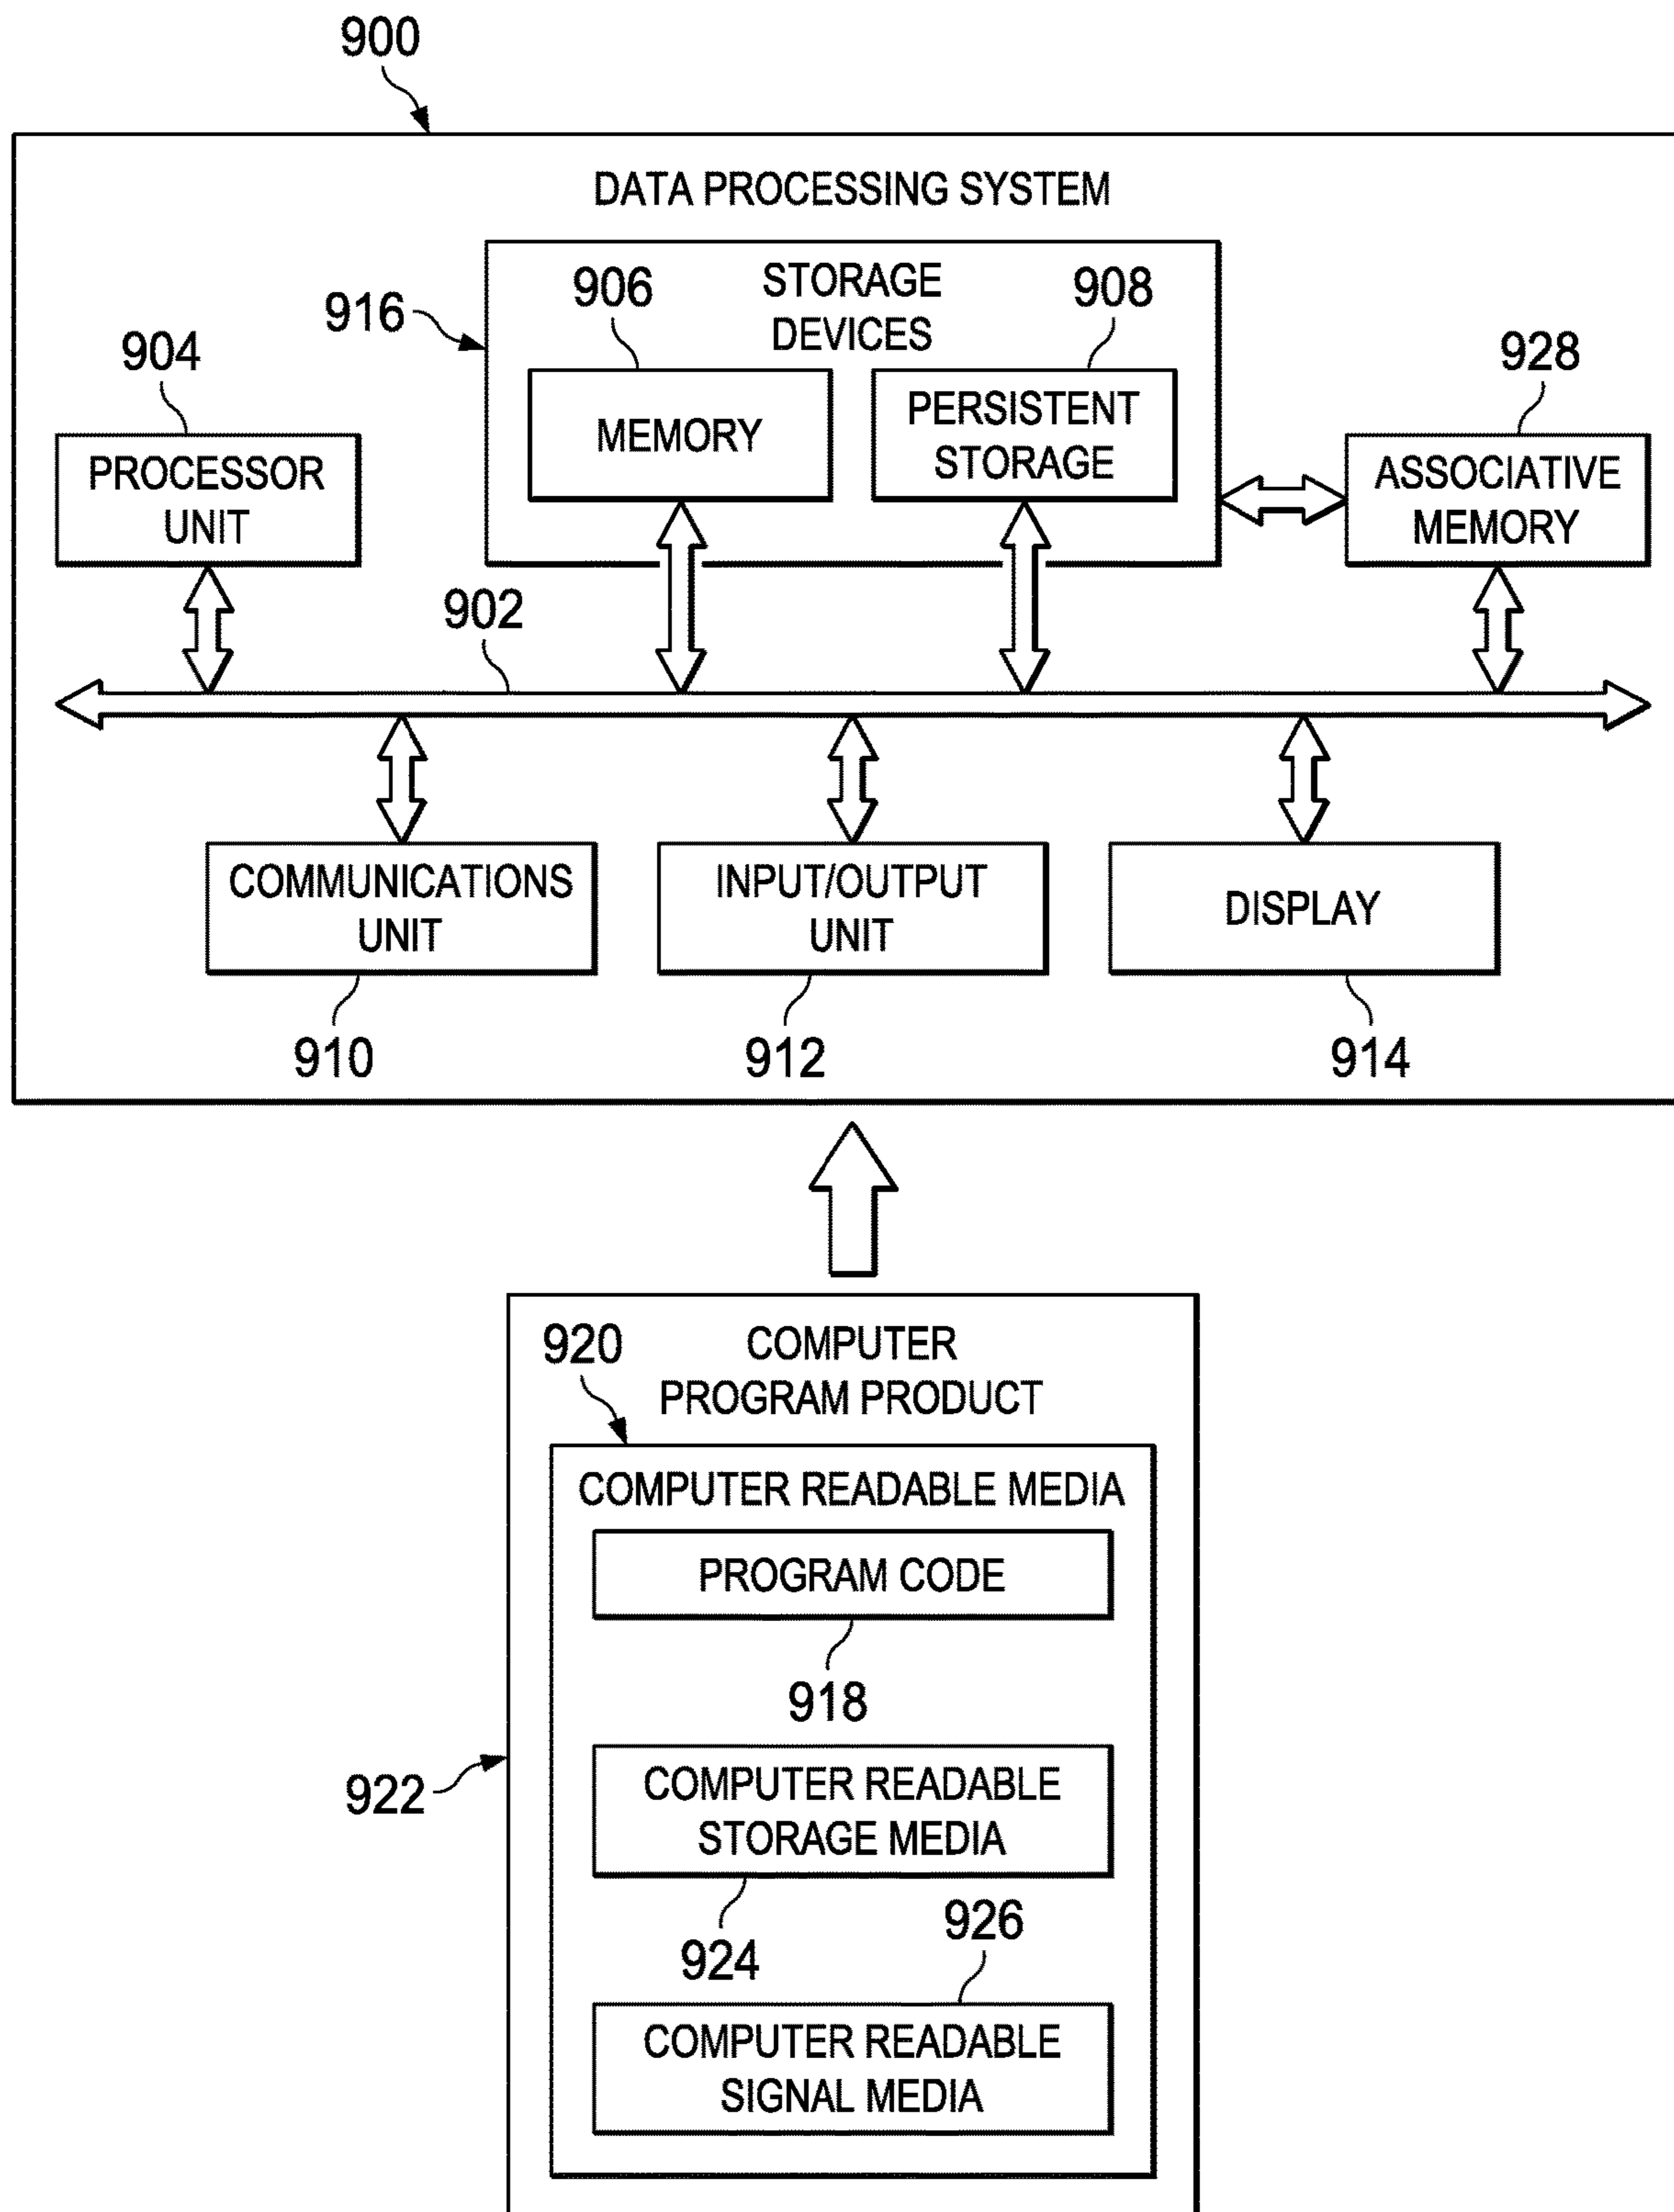 900
DATA PROCESSING SYSTEM
916
906
STORAGE
DEVICES
908
904
928
MEMORY
PERSISTENT
STORAGE
PROCESSOR
UNIT
ASSOCIATIVE
MEMORY
902
COMMUNICATIONS
UNIT
INPUT/OUTPUT
UNIT
DISPLAY
910
912
914
920
COMPUTER
PROGRAM PRODUCT
COMPUTER READABLE MEDIA
PROGRAM CODE
918
922
COMPUTER READABLE
STORAGE MEDIA
924
926
COMPUTER READABLE
SIGNAL MEDIA